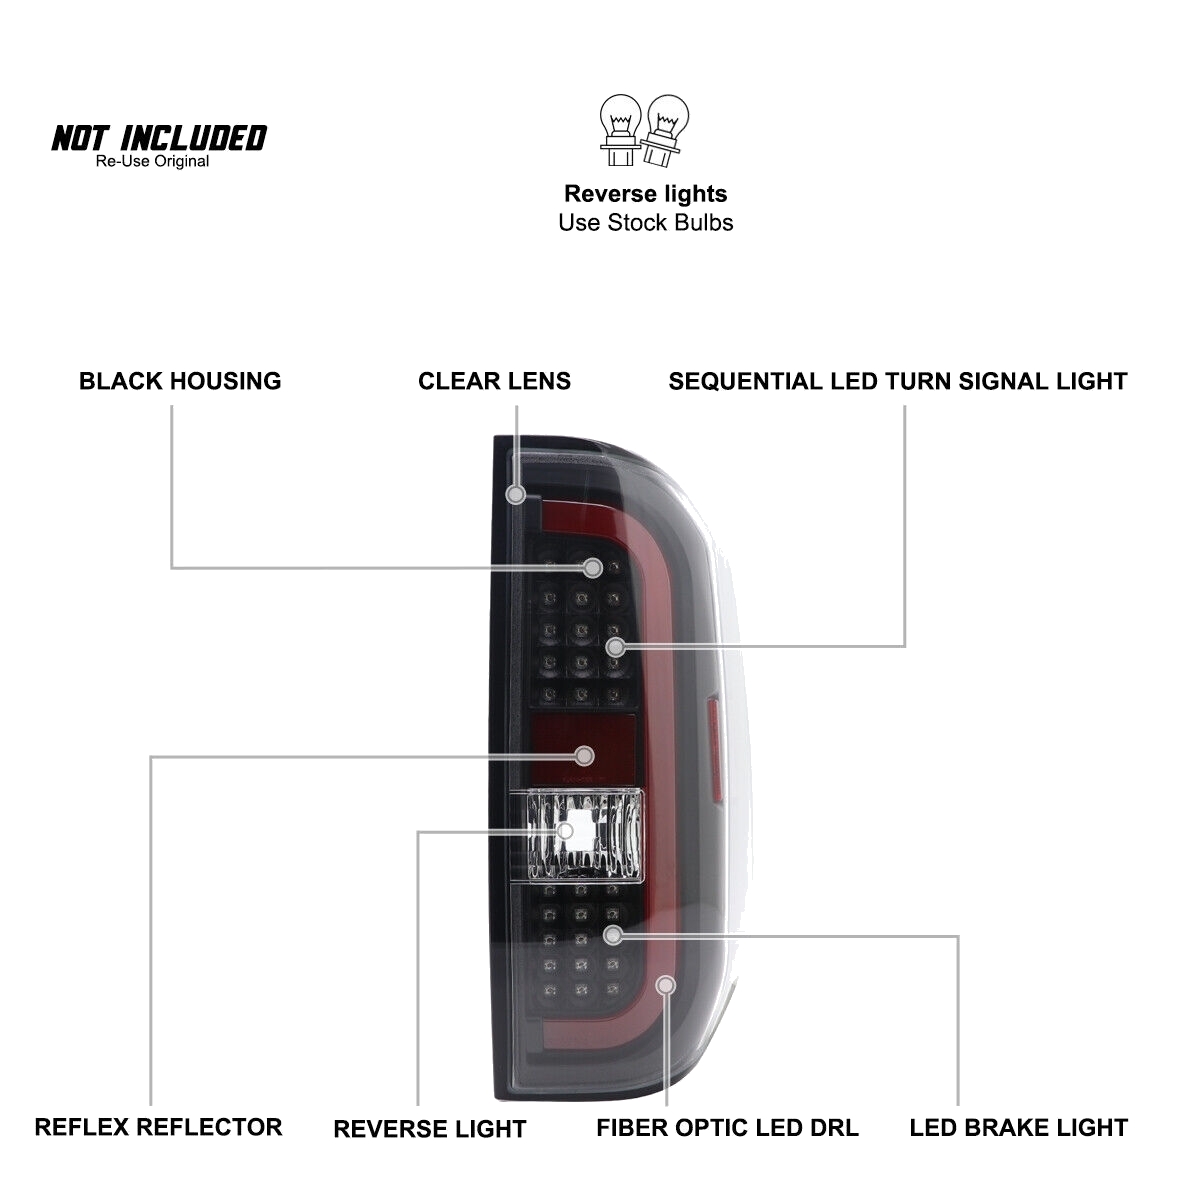 NOT INCLUDED
Re-Use Original
Reverse lights
Use Stock Bulbs
BLACK HOUSING
CLEAR LENS
SEQUENTIAL LED TURN SIGNAL LIGHT
REFLEX REFLECTOR
REVERSE LIGHT
FIBER OPTIC LED DRL
LED BRAKE LIGHT